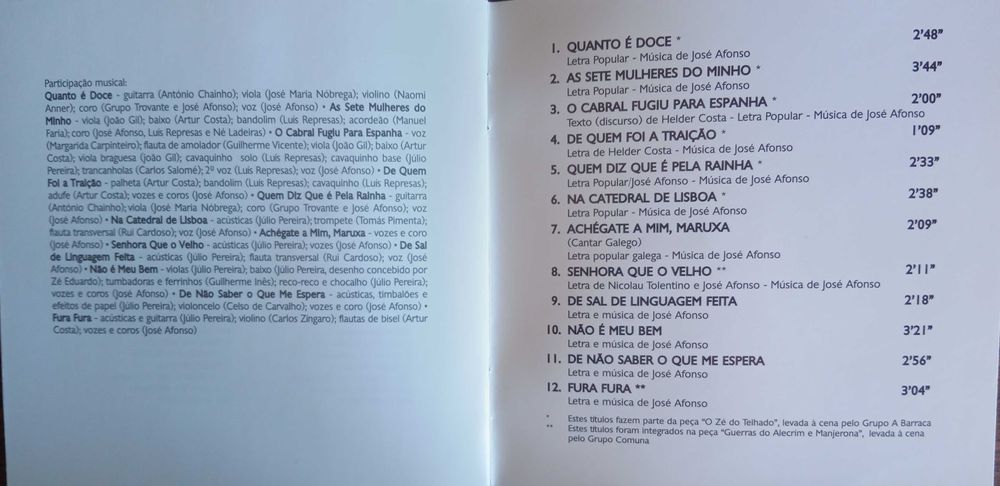 Participação musical:
Quanto é Doce - guitarra (António Chainho); viola (José Maria Nóbrega); violino (Naomi
Anner); coro (Grupo Trovante e José Afonso); voz (José Afonso) • As Sete Mulheres do
Minho - viola (João Gil); baixo (Artur Costa); bandolim (Luis Represas); acordeão (Manuel
Faria); coro (José Afonso, Luis Represas e Né Ladeiras) • O Cabral Fugiu Para Espanha - voz
(Margarida Carpinteiro); flauta de amolador (Guilherme Vicente); viola (João Gil); baixo (Artur
Costa); viola braguesa (João Gil); cavaquinho solo (Luis Represas); cavaquinho base (Júlio
Pereira); trancanholas (Carlos Salomé); 2º voz (Luis Represas); voz (José Afonso) • De Quem
Foi a Traição - palheta (Artur Costa); bandolim (Luis Represas); cavaquinho (Luis Represas);
adufe (Artur Costa); vozes e coros (José Afonso) • Quem Diz Que é Pela Rainha - guitarra
(António Chainho); viola (José Maria Nóbrega); coro (Grupo Trovante e José Afonso); voz
(José Afonso) • Na Catedral de Lisboa - acústicas (Júlio Pereira); trompete (Tomás Pimenta);
flauta transversal (Rui Cardoso); voz (José Afonso) • Achégate a Mim, Maruxa - vozes e coro
(José Afonso) • Senhora Que o Velho - acústicas (Júlio Pereira); vozes (José Afonso) • De Sal
de Linguagem Feita - acústicas (Júlio Pereira); flauta transversal (Rui Cardoso); voz (José
Afonso) • Não é Meu Bem - violas (Júlio Pereira); baixo (Júlio Pereira, desenho concebido por
Zé Eduardo); tumbadoras e ferrinhos (Guilherme Inês); reco-reco e chocalho (Júlio Pereira);
vozes e coros (José Afonso) • De Não Saber o Que Me Espera - acústicas, timbalões e
efeitos de papel (Júlio Pereira); violoncelo (Celso de Carvalho); vozes e coro (José Afonso) •
Fura Fura - acústicas e guitarra (Júlio Pereira); violino (Carlos Zingaro); flautas de bisel (Artur
Costa); vozes e coros (José Afonso)
1. QUANTO É DOCE * 2'48"
Letra Popular - Música de José Afonso
2. AS SETE MULHERES DO MINHO * 3'44"
Letra Popular - Música de José Afonso
3. O CABRAL FUGIU PARA ESPANHA * 2'00"
Texto (discurso) de Helder Costa - Letra Popular - Música de José Afonso
4. DE QUEM FOI A TRAIÇÃO * 1'09"
Letra de Helder Costa - Música de José Afonso
5. QUEM DIZ QUE É PELA RAINHA * 2'33"
Letra Popular/José Afonso - Música de José Afonso
6. NA CATEDRAL DE LISBOA * 2'38"
Letra Popular - Música de José Afonso
7. ACHÉGATE A MIM, MARUXA 2'09"
(Cantar Galego)
Letra popular galega - Música popular galega
8. SENHORA QUE O VELHO ** 2'11"
Letra de Nicolau Tolentino e José Afonso - Música de José Afonso
9. DE SAL DE LINGUAGEM FEITA 2'18"
Letra e música de José Afonso
10. NÃO É MEU BEM 3'21"
Letra e música de José Afonso
11. DE NÃO SABER O QUE ME ESPERA 2'56"
Letra e música de José Afonso
12. FURA FURA ** 3'04"
Letra e música de José Afonso
* Estes títulos fazem parte da peça "O Zé do Telhado", levada à cena pelo Grupo A Barraca
** Estes títulos foram integrados na peça "Guerras do Alecrim e Manjerona", levada à cena
pelo Grupo Comuna